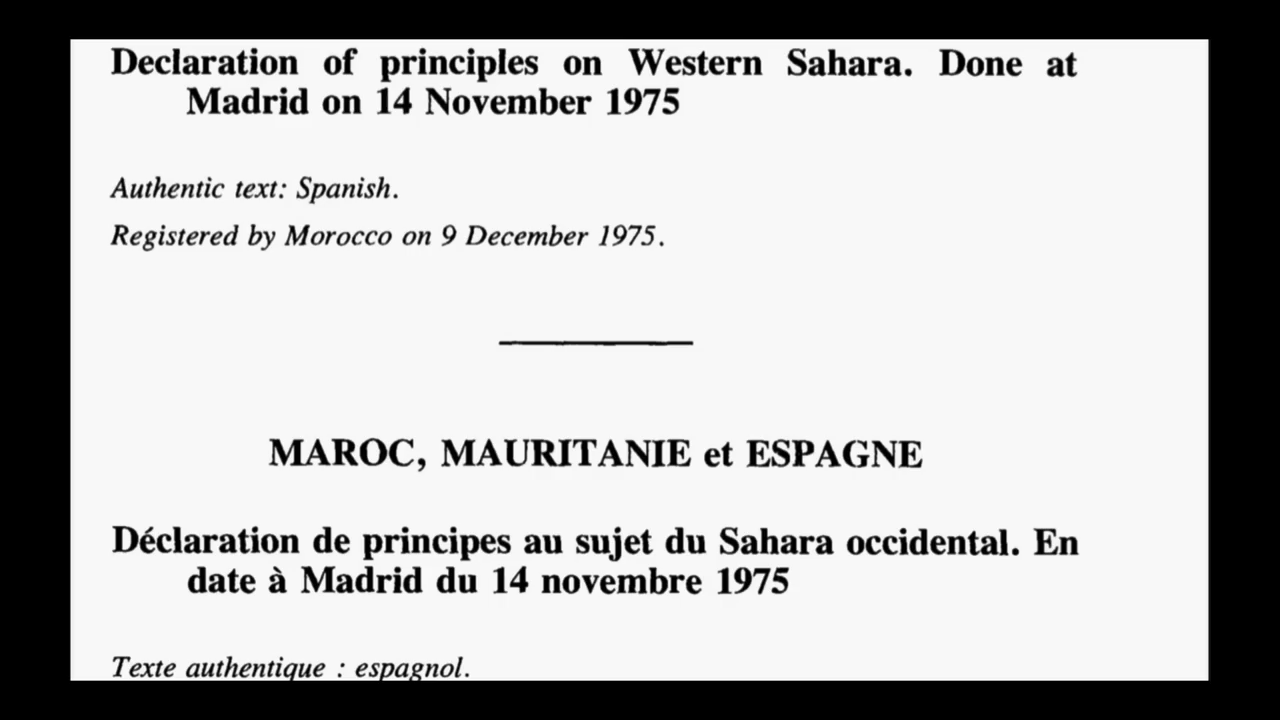 Declaration of principles on Western Sahara. Done at
Madrid on 14 November 1975
Authentic text: Spanish.
Registered by Morocco on 9 December 1975.
MAROC, MAURITANIE et ESPAGNE
Déclaration de principes au sujet du Sahara occidental. En
date à Madrid du 14 novembre 1975
Texte authentique : espagnol.